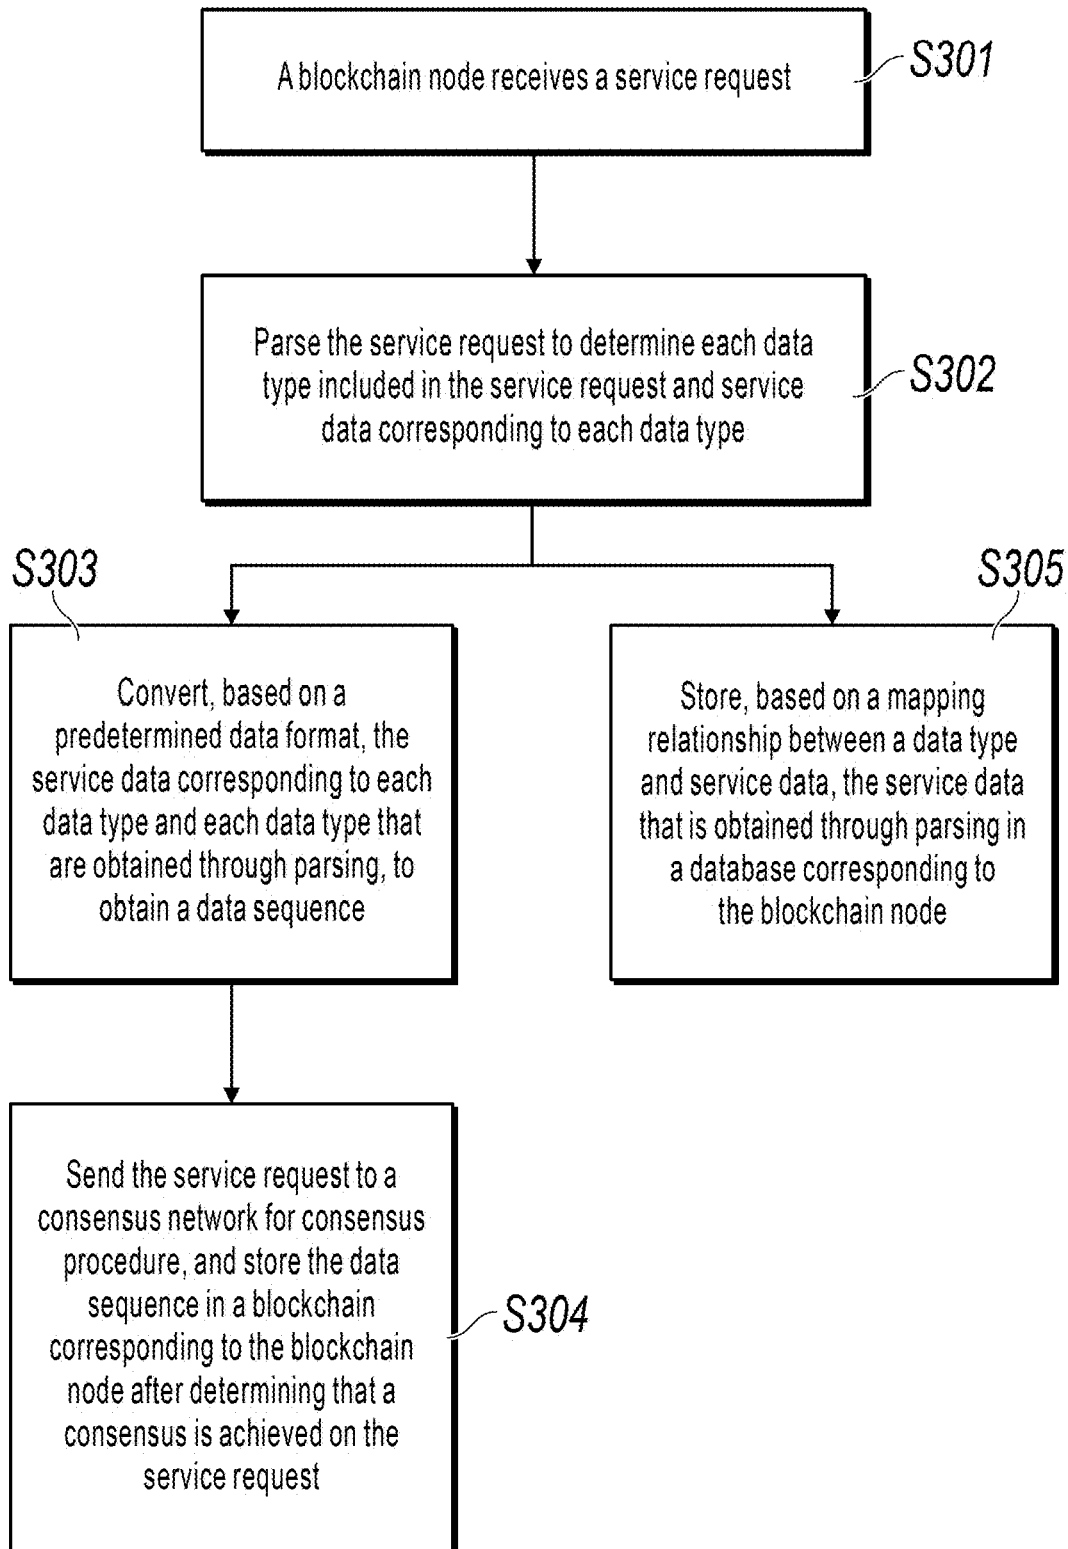 A blockchain node receives a service request
S301
Parse the service request to determine each data
type included in the service request and service
data corresponding to each data type
S302
S303
Convert, based on a
predetermined data format, the
service data corresponding to each
data type and each data type that
are obtained through parsing, to
obtain a data sequence
S305
Store, based on a mapping
relationship between a data type
and service data, the service data
that is obtained through parsing in
a database corresponding to
the blockchain node
Send the service request to a
consensus network for consensus
procedure, and store the data
sequence in a blockchain
corresponding to the blockchain
node after determining that a
consensus is achieved on the
service request
S304